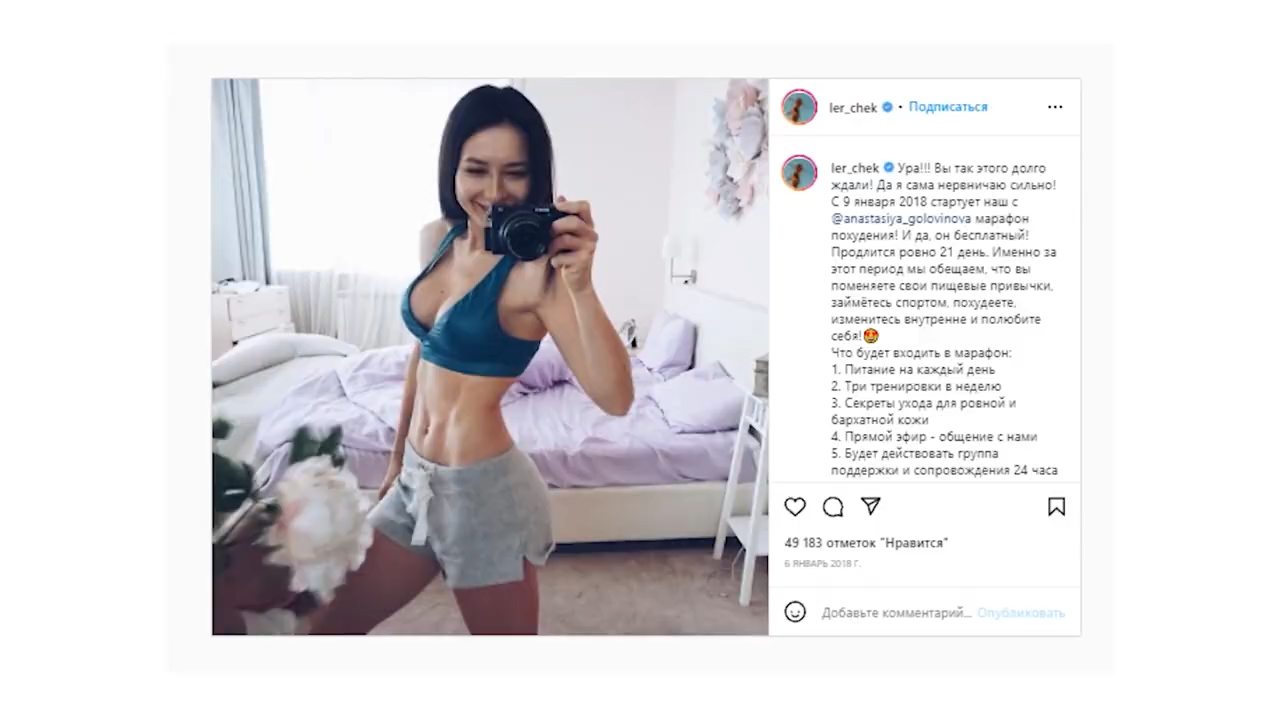 ler_chek • Подписаться
ler_chek Ура!!! Вы так этого долго
ждали! Да я сама нервничаю сильно!
С 9 января 2018 стартует наш с
@anastasiya_golovinova марафон
похудения! И да, он бесплатный!
Продлится ровно 21 день. Именно за
этот период мы обещаем, что вы
поменяете свои пищевые привычки,
займётесь спортом, похудеете,
изменитесь внутренне и полюбите
себя!🤩
Что будет входить в марафон:
1. Питание на каждый день
2. Три тренировки в неделю
3. Секреты ухода для ровной и
бархатной кожи
4. Прямой эфир - общение с нами
5. Будет действовать группа
поддержки и сопровождения 24 часа
49 183 отметок "Нравится"
6 ЯНВАРЬ 2018 Г.
Добавьте комментарий... Опубликовать